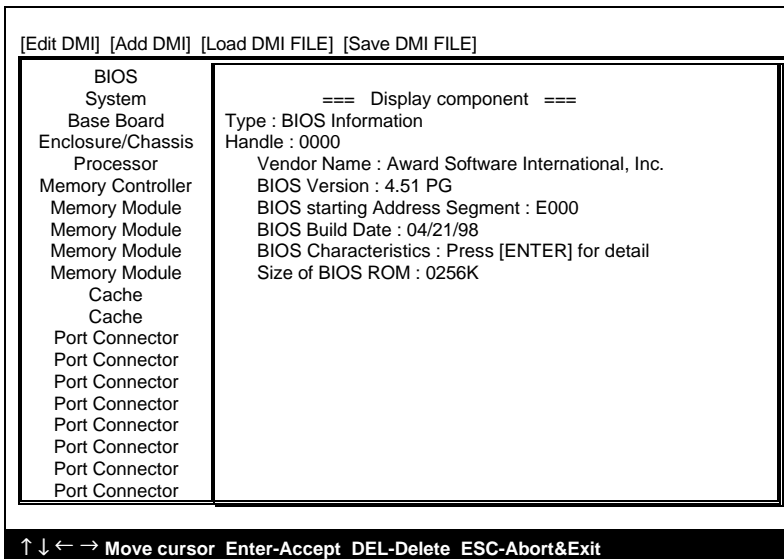 [Edit DMI] [Add DMI] [Load DMI FILE] [Save DMI FILE]
BIOS
System
Base Board
Enclosure/Chassis
Processor
Memory Controller
Memory Module
Memory Module
Memory Module
Memory Module
Cache
Cache
Port Connector
Port Connector
Port Connector
Port Connector
Port Connector
Port Connector
Port Connector
Port Connector
=== Display component ===
Type : BIOS Information
Handle : 0000
Vendor Name : Award Software International, Inc.
BIOS Version : 4.51 PG
BIOS starting Address Segment : E000
BIOS Build Date : 04/21/98
BIOS Characteristics : Press [ENTER] for detail
Size of BIOS ROM : 0256K
↑↓← → Move cursor Enter-Accept DEL-Delete ESC-Abort&Exit